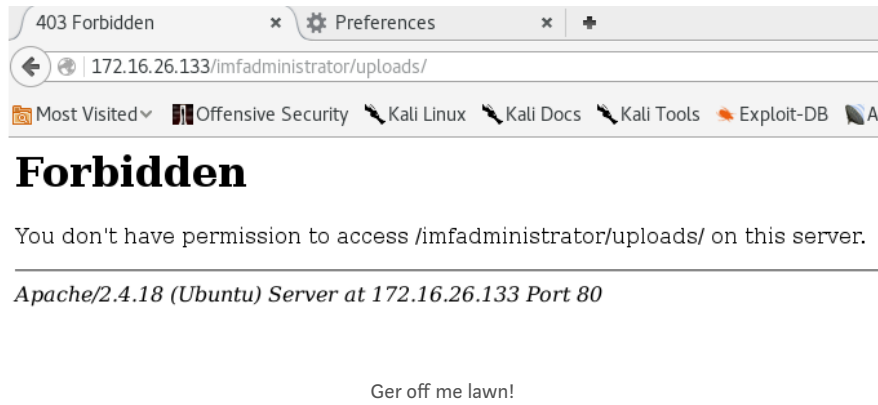 403 Forbidden Preferences
172.16.26.133/imfadministrator/uploads/
Most Visited Offensive Security Kali Linux Kali Docs Kali Tools Exploit-DB A
Forbidden
You don't have permission to access /imfadministrator/uploads/ on this server.
Apache/2.4.18 (Ubuntu) Server at 172.16.26.133 Port 80
Ger off me lawn!